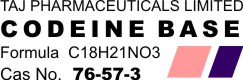 TAJ PHARMACEUTICALS LIMITED
CODEINE BASE
Formula C18H21NO3
Cas No. 76-57-3